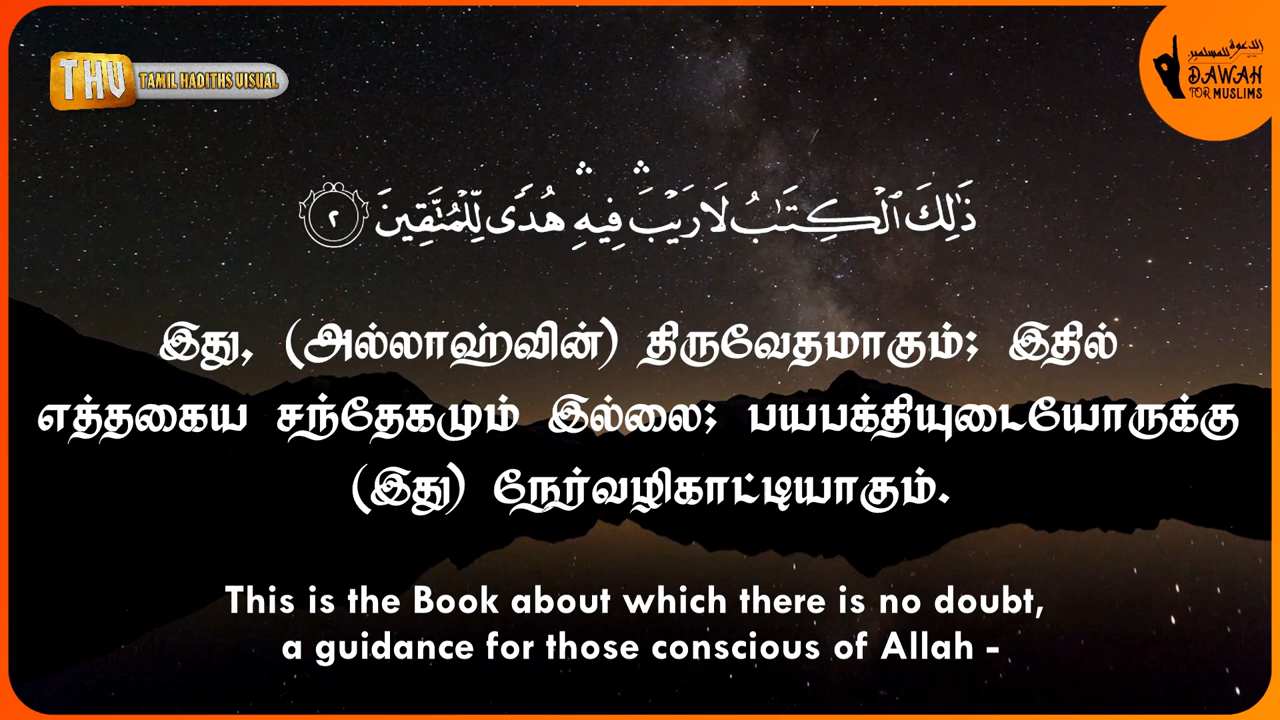 THV TAMIL HADITHS VISUAL
الدعوة للمسلمين
DAWAH
FOR MUSLIMS
ذَٰلِكَ ٱلْكِتَٰبُ لَا رَيْبَ ۛ فِيهِ ۛ هُدًى لِّلْمُتَّقِينَ ٢
இது, (அல்லாஹ்வின்) திருவேதமாகும்; இதில்
எத்தகைய சந்தேகமும் இல்லை; பயபக்தியுடையோருக்கு
(இது) நேர்வழிகாட்டியாகும்.
This is the Book about which there is no doubt,
a guidance for those conscious of Allah -